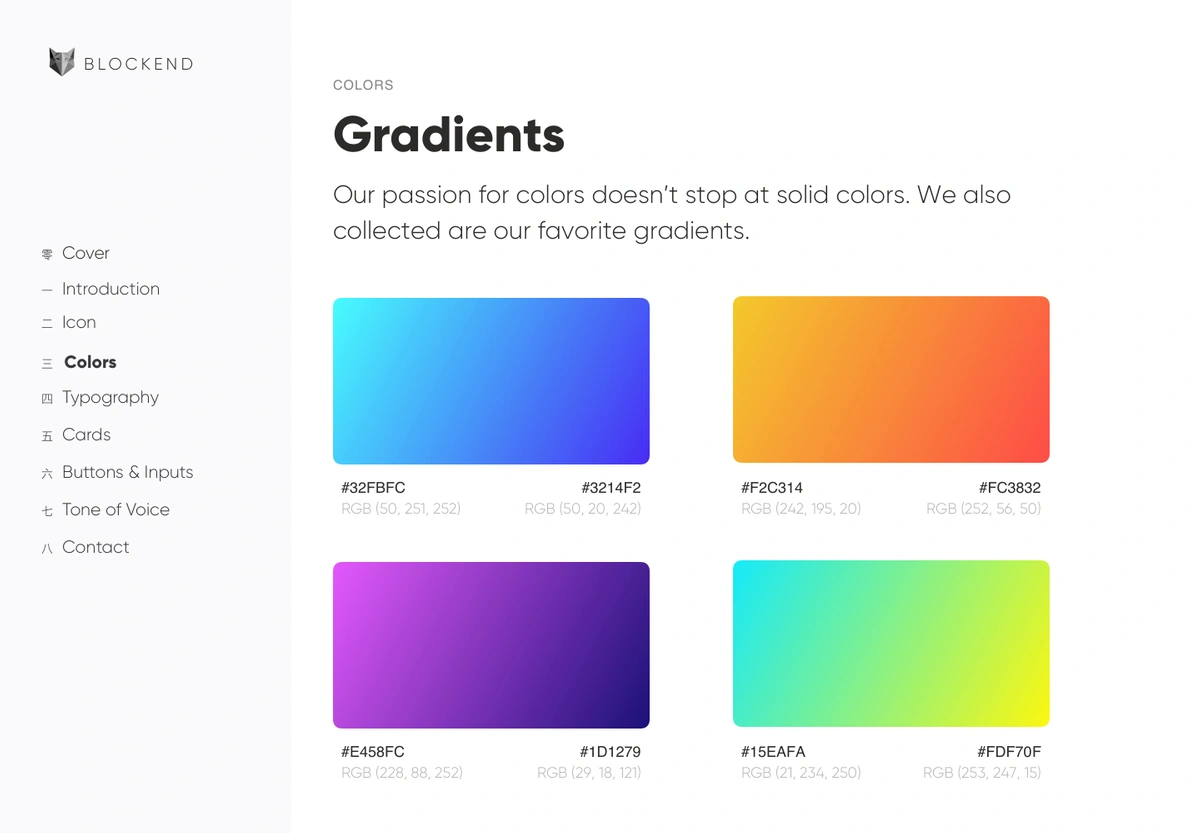 BLOCKEND
零 Cover
一 Introduction
二 Icon
三 Colors
四 Typography
五 Cards
六 Buttons & Inputs
七 Tone of Voice
八 Contact
COLORS
Gradients
Our passion for colors doesn’t stop at solid colors. We also
collected are our favorite gradients.
#32FBFC #3214F2
RGB (50, 251, 252) RGB (50, 20, 242)
#F2C314 #FC3832
RGB (242, 195, 20) RGB (252, 56, 50)
#E458FC #1D1279
RGB (228, 88, 252) RGB (29, 18, 121)
#15EAFA #FDF70F
RGB (21, 234, 250) RGB (253, 247, 15)